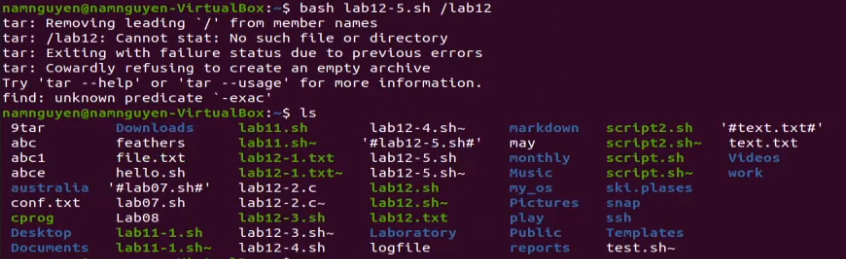 namnguyen@namnguyen-VirtualBox:~$ bash lab12-5.sh /lab12
tar: Removing leading `/' from member names
tar: /lab12: Cannot stat: No such file or directory
tar: Exiting with failure status due to previous errors
tar: Cowardly refusing to create an empty archive
Try 'tar --help' or 'tar --usage' for more information.
find: unknown predicate `-exac'
namnguyen@namnguyen-VirtualBox:~$ ls
9tar Downloads lab11.sh lab12-4.sh~ markdown script2.sh '#text.txt#'
abc feathers lab11.sh~ '#lab12-5.sh#' may script2.sh~ text.txt
abc1 file.txt lab12-1.txt lab12-5.sh monthly script.sh Videos
abce hello.sh lab12-1.txt~ lab12-5.sh~ Music script.sh~ work
australia '#lab07.sh#' lab12-2.c lab12.sh my_os ski.plases
conf.txt lab07.sh lab12-2.c~ lab12.sh~ Pictures snap
cprog Lab08 lab12-3.sh lab12.txt play ssh
Desktop lab11-1.sh lab12-3.sh~ Laboratory Public Templates
Documents lab11-1.sh~ lab12-4.sh logfile reports test.sh~